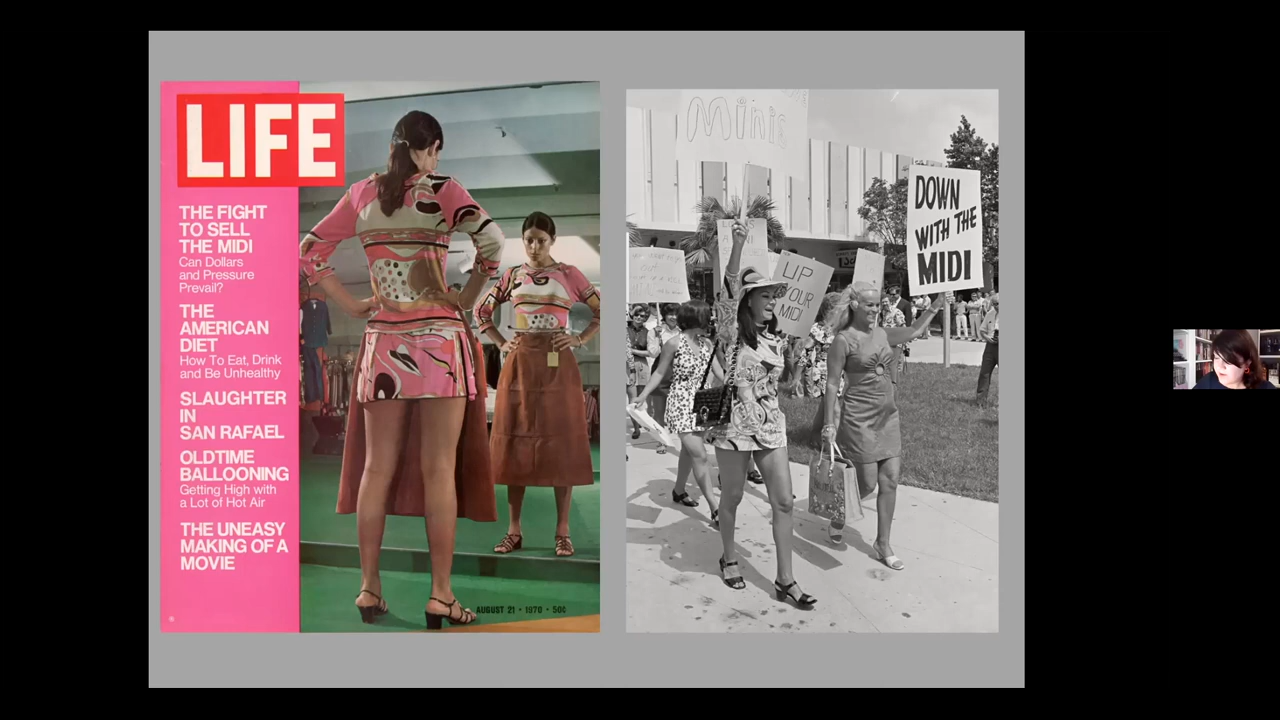 LIFE
THE FIGHT
TO SELL
THE MIDI
Can Dollars
and Pressure
Prevail?
THE
AMERICAN
DIET
How To Eat, Drink
and Be Unhealthy
SLAUGHTER
IN
SAN RAFAEL
OLDTIME
BALLOONING
Getting High with
a Lot of Hot Air
THE UNEASY
MAKING OF A
MOVIE
AUGUST 21 • 1970 • 50¢
Minis
UP
YOUR
MIDI
DOWN
WITH THE
MIDI